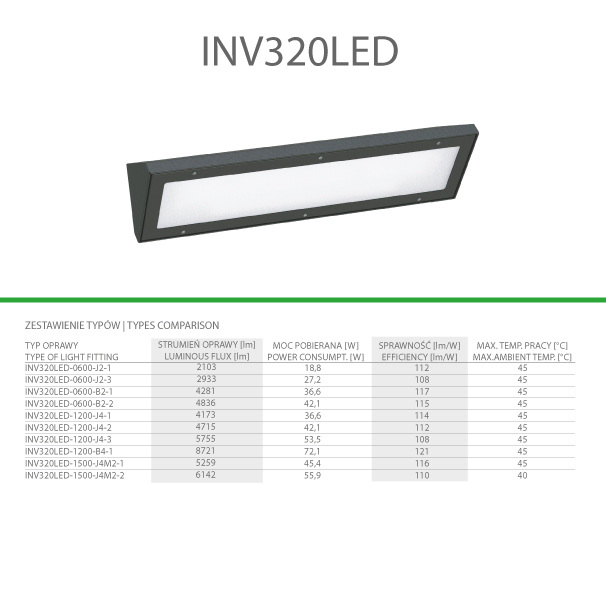 INV320LED
ZESTAWIENIE TYPÓW | TYPES COMPARISON
TYP OPRAWY STRUMIEŃ OPRAWY [lm] MOC POBIERANA [W] SPRAWNOŚĆ [lm/W] MAX. TEMP. PRACY [°C]
TYPE OF LIGHT FITTING LUMINOUS FLUX [lm] POWER CONSUMPT. [W] EFFICIENCY [lm/W] MAX.AMBIENT TEMP. [°C]
INV320LED-0600-J2-1 2103 18,8 112 45
INV320LED-0600-J2-3 2933 27,2 108 45
INV320LED-0600-B2-1 4281 36,6 117 45
INV320LED-0600-B2-2 4836 42,1 115 45
INV320LED-1200-J4-1 4173 36,6 114 45
INV320LED-1200-J4-2 4715 42,1 112 45
INV320LED-1200-J4-3 5755 53,5 108 45
INV320LED-1200-B4-1 8721 72,1 121 45
INV320LED-1500-J4M2-1 5259 45,4 116 45
INV320LED-1500-J4M2-2 6142 55,9 110 40